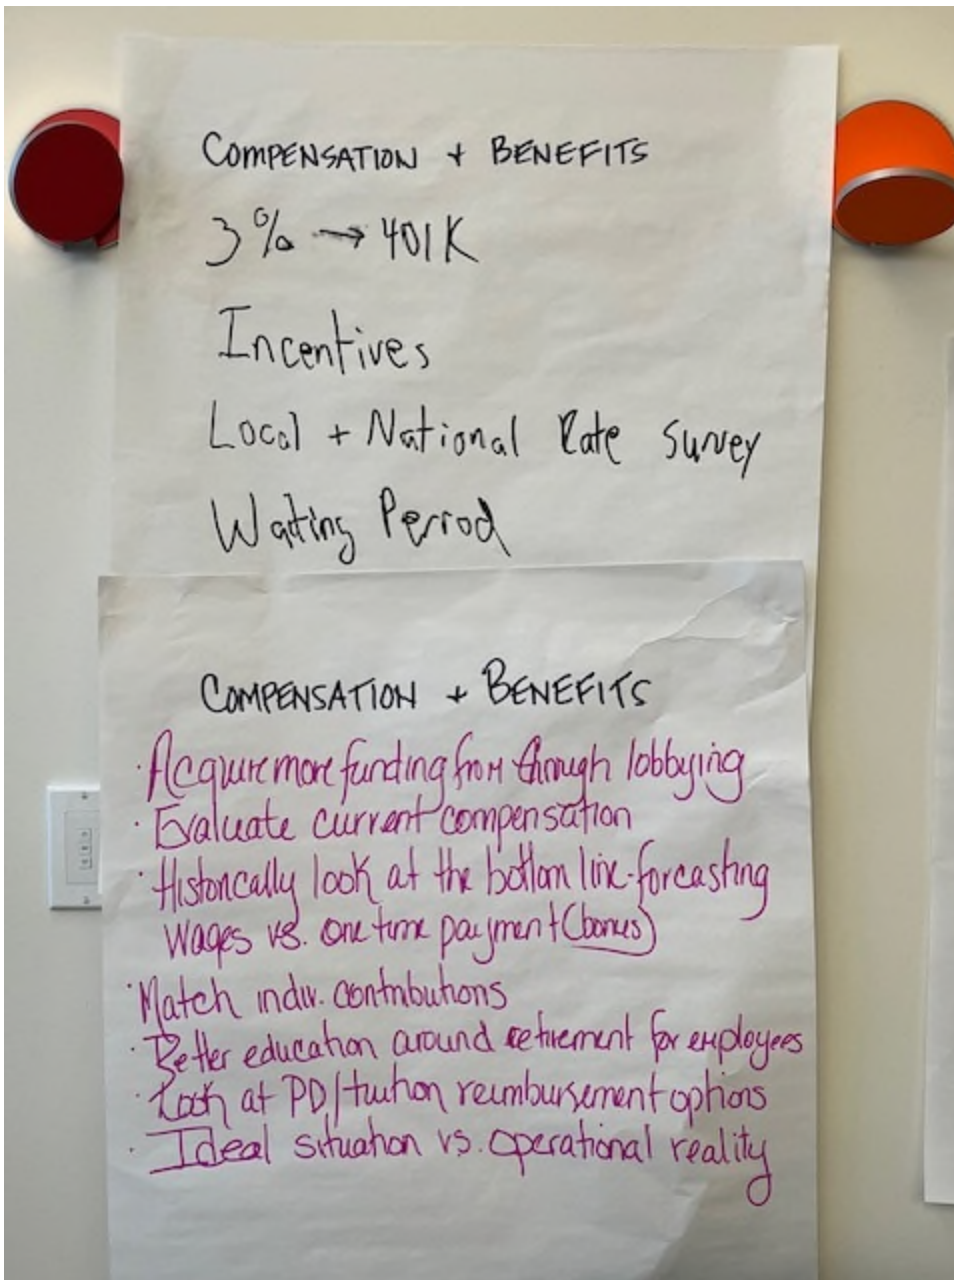 COMPENSATION + BENEFITS
3% → 401K
Incentives
Local + National Rate Survey
Waiting Period
COMPENSATION + BENEFITS
· Acquire more funding from through lobbying
· Evaluate current compensation
· Historically look at the bottom line-forcasting
Wages vs. one time payment (bonus)
· Match indiv. contributions
· Better education around retirement for employees
· Look at PD/tuition reimbursement options
· Ideal situation vs. operational reality